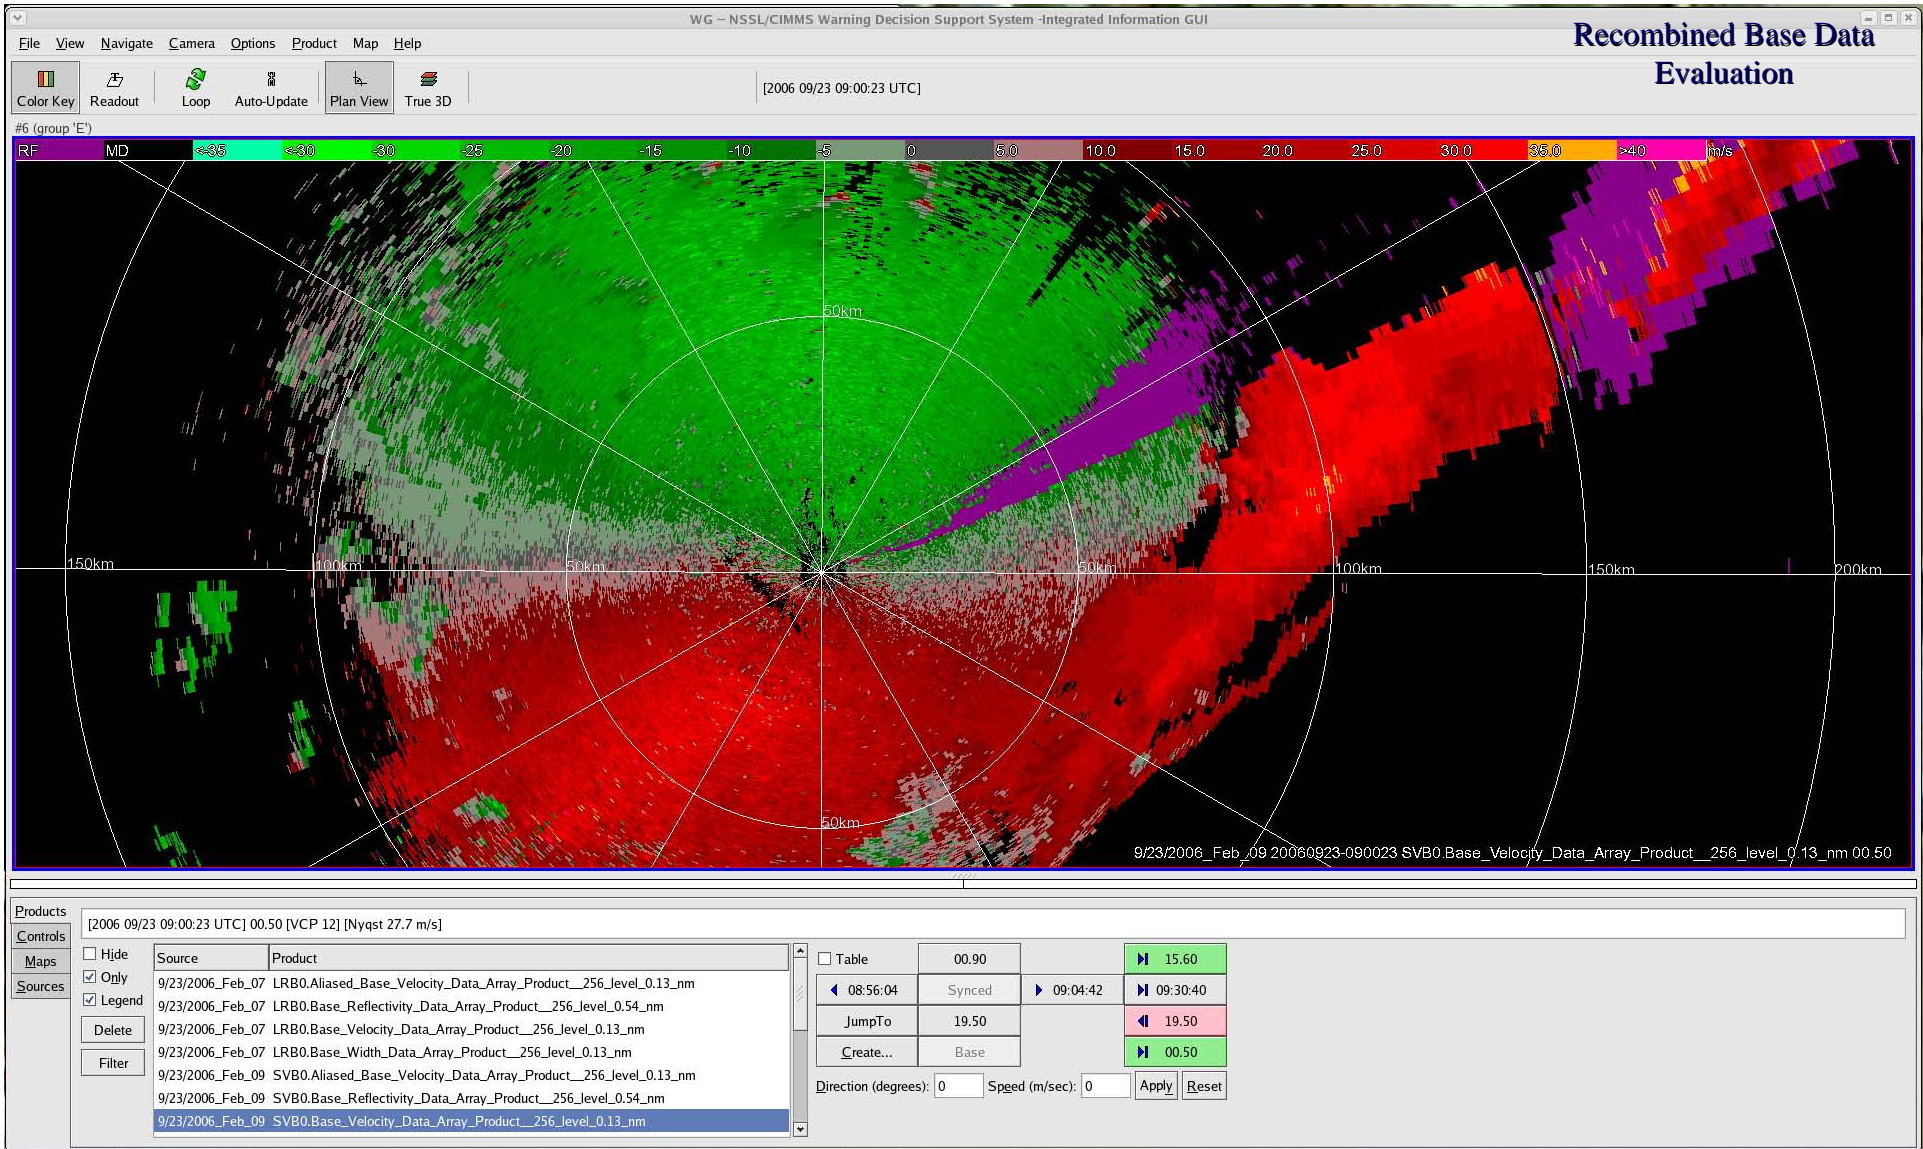 WG – NSSL/CIMMS Warning Decision Support System -Integrated Information GUI
Recombined Base Data
Evaluation
File View Navigate Camera Options Product Map Help
Color Key Readout Loop Auto-Update Plan View True 3D
[2006 09/23 09:00:23 UTC]
#6 (group 'E')
RF MD <-35 <-30 -30 -25 -20 -15 -10 -5 0 5.0 10.0 15.0 20.0 25.0 30.0 35.0 >40 m/s
50km
150km 100km 50km 50km 100km 150km 200km
50km
9/23/2006_Feb_09 20060923-090023 SVB0.Base_Velocity_Data_Array_Product__256_level_0.13_nm 00.50
Products
Controls
Maps
Sources
[2006 09/23 09:00:23 UTC] 00.50 [VCP 12] [Nyqst 27.7 m/s]
Hide
Only
Legend
Delete
Filter
Source Product
9/23/2006_Feb_07 LRB0.Aliased_Base_Velocity_Data_Array_Product__256_level_0.13_nm
9/23/2006_Feb_07 LRB0.Base_Reflectivity_Data_Array_Product__256_level_0.54_nm
9/23/2006_Feb_07 LRB0.Base_Velocity_Data_Array_Product__256_level_0.13_nm
9/23/2006_Feb_07 LRB0.Base_Width_Data_Array_Product__256_level_0.13_nm
9/23/2006_Feb_09 SVB0.Aliased_Base_Velocity_Data_Array_Product__256_level_0.13_nm
9/23/2006_Feb_09 SVB0.Base_Reflectivity_Data_Array_Product__256_level_0.54_nm
9/23/2006_Feb_09 SVB0.Base_Velocity_Data_Array_Product__256_level_0.13_nm
Table 00.90 15.60
08:56:04 Synced 09:04:42 09:30:40
JumpTo 19.50 19.50
Create... Base 00.50
Direction (degrees): 0 Speed (m/sec): 0 Apply Reset